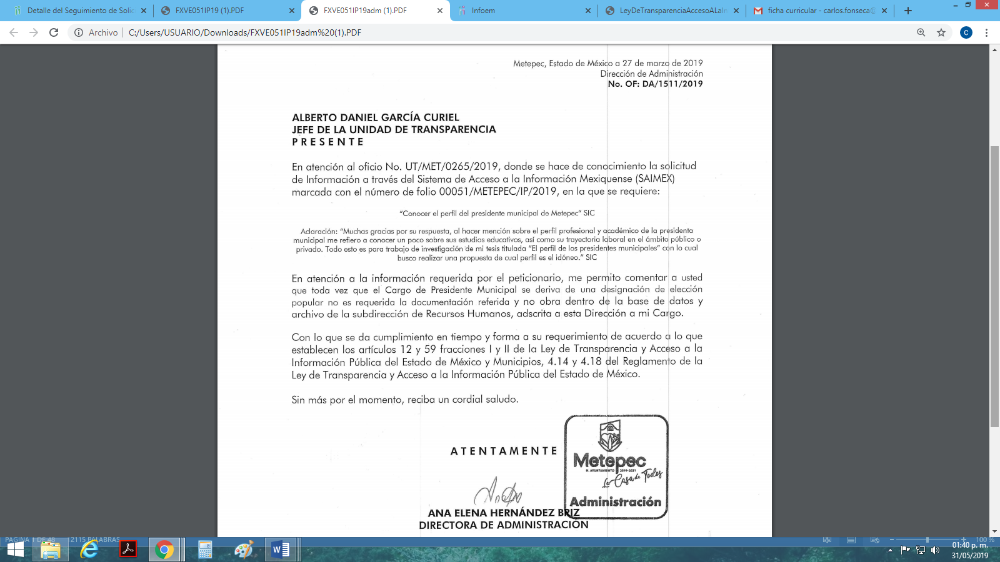 Detalle del Seguimiento de Solic
FXVE051IP19 (1).PDF
FXVE051IP19adm (1).PDF
Infoem
LeyDeTransparenciaAccesoALaIn
ficha curricular - carlos.fonseca@
Archivo
C:/Users/USUARIO/Downloads/FXVE051IP19adm%20(1).PDF
C
Metepec, Estado de México a 27 de marzo de 2019
Dirección de Administración
No. OF: DA/1511/2019
ALBERTO DANIEL GARCÍA CURIEL
JEFE DE LA UNIDAD DE TRANSPARENCIA
P R E S E N T E
En atención al oficio No. UT/MET/0265/2019, donde se hace de conocimiento la solicitud
de Información a través del Sistema de Acceso a la Información Mexiquense (SAIMEX)
marcada con el número de folio 00051/METEPEC/IP/2019, en la que se requiere:
“Conocer el perfil del presidente municipal de Metepec” SIC
Aclaración: “Muchas gracias por su respuesta, al hacer mención sobre el perfil profesional y académico de la presidenta
municipal me refiero a conocer un poco sobre sus estudios educativos, así como su trayectoria laboral en el ámbito público o
privado. Todo esto es para trabajo de investigación de mi tesis titulada “El perfil de los presidentes municipales” con lo cual
busco realizar una propuesta de cual perfil es el idóneo.” SIC
En atención a la información requerida por el peticionario, me permito comentar a usted
que toda vez que el Cargo de Presidente Municipal se deriva de una designación de elección
popular no es requerida la documentación referida y no obra dentro de la base de datos y
archivo de la subdirección de Recursos Humanos, adscrita a esta Dirección a mi Cargo.
Con lo que se da cumplimiento en tiempo y forma a su requerimiento de acuerdo a lo que
establecen los artículos 12 y 59 fracciones I y II de la Ley de Transparencia y Acceso a la
Información Pública del Estado de México y Municipios, 4.14 y 4.18 del Reglamento de la
Ley de Transparencia y Acceso a la Información Pública del Estado de México.
Sin más por el momento, reciba un cordial saludo.
A T E N T A M E N T E
Metepec
H. AYUNTAMIENTO 2019-2021
La Casa de Todos
Administración
ANA ELENA HERNÁNDEZ BRIZ
DIRECTORA DE ADMINISTRACIÓN
PÁGINA 1 DE 48
12115 PALABRAS
100 %
01:40 p. m.
31/05/2019